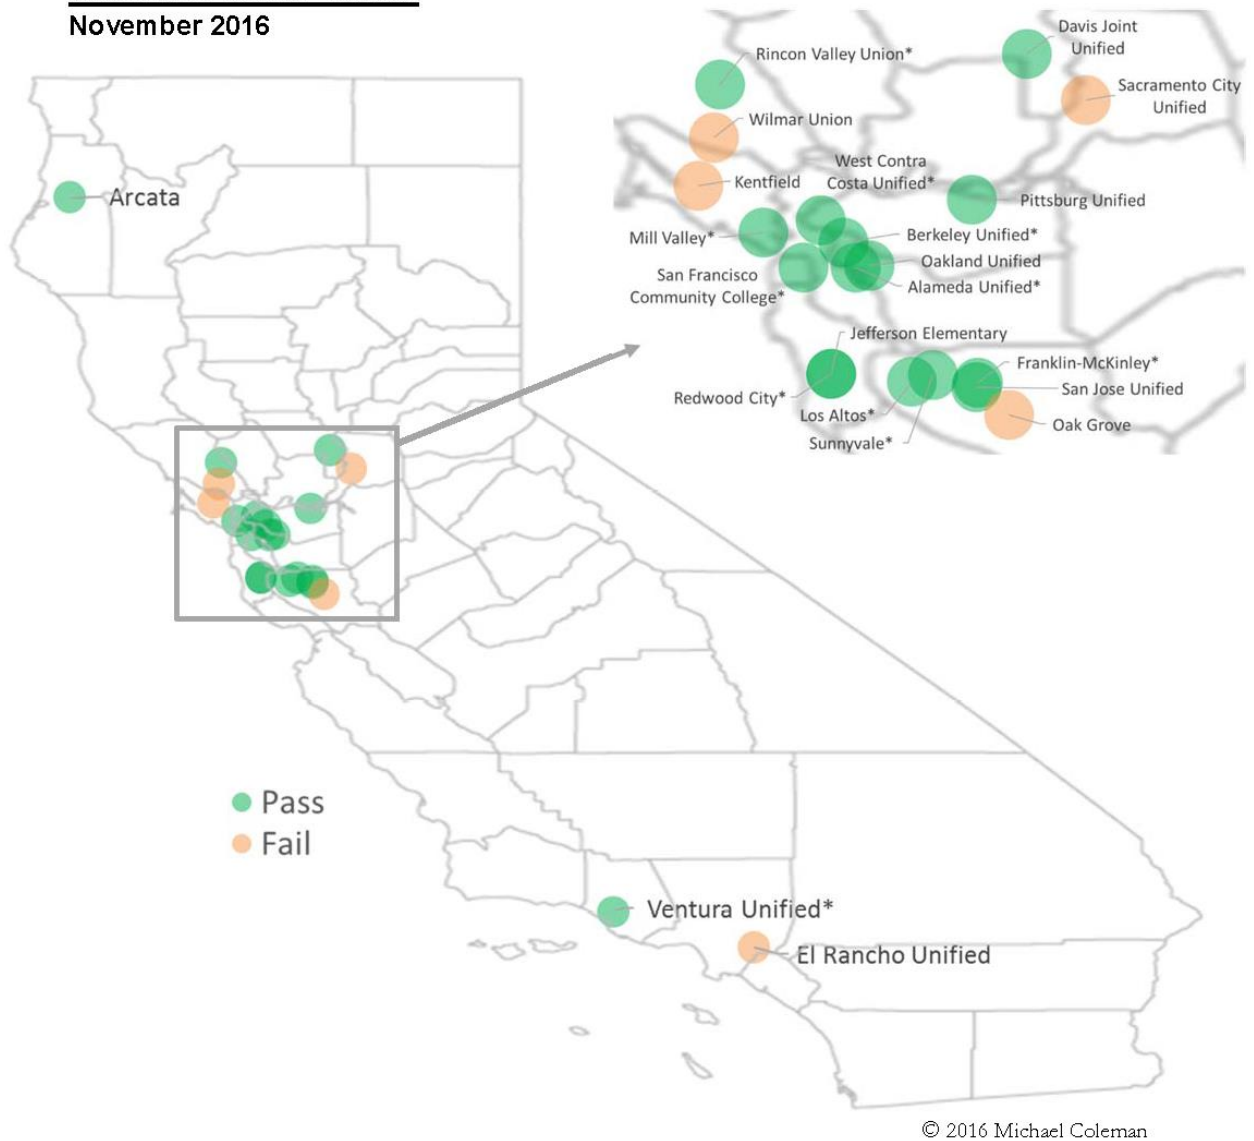 November 2016
Davis Joint
Unified
Rincon Valley Union*
Sacramento City
Unified
Wilmar Union
West Contra
Costa Unified*
Kentfield
Pittsburg Unified
Mill Valley*
Berkeley Unified*
Oakland Unified
San Francisco
Community College*
Alameda Unified*
Jefferson Elementary
Franklin-McKinley*
San Jose Unified
Redwood City*
Los Altos*
Oak Grove
Sunnyvale*
Arcata
Pass
Fail
Ventura Unified*
El Rancho Unified
© 2016 Michael Coleman